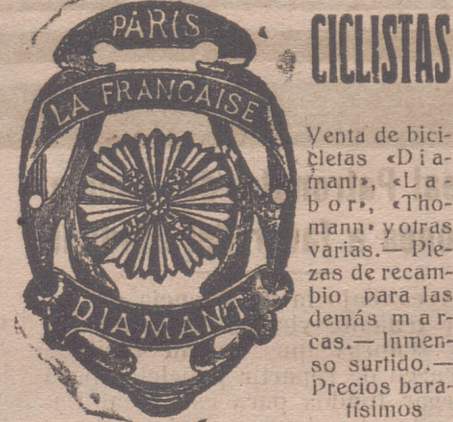 PARIS
LA FRANCAISE
DIAMANT
CICLISTAS
Venta de bici-
cletas «Dia-
mant», «La-
bor», «Tho-
mann» y otras
varias.— Pie-
zas de recam-
bio para las
demás mar-
cas.— Inmen-
so surtido.—
Precios bara-
tísimos